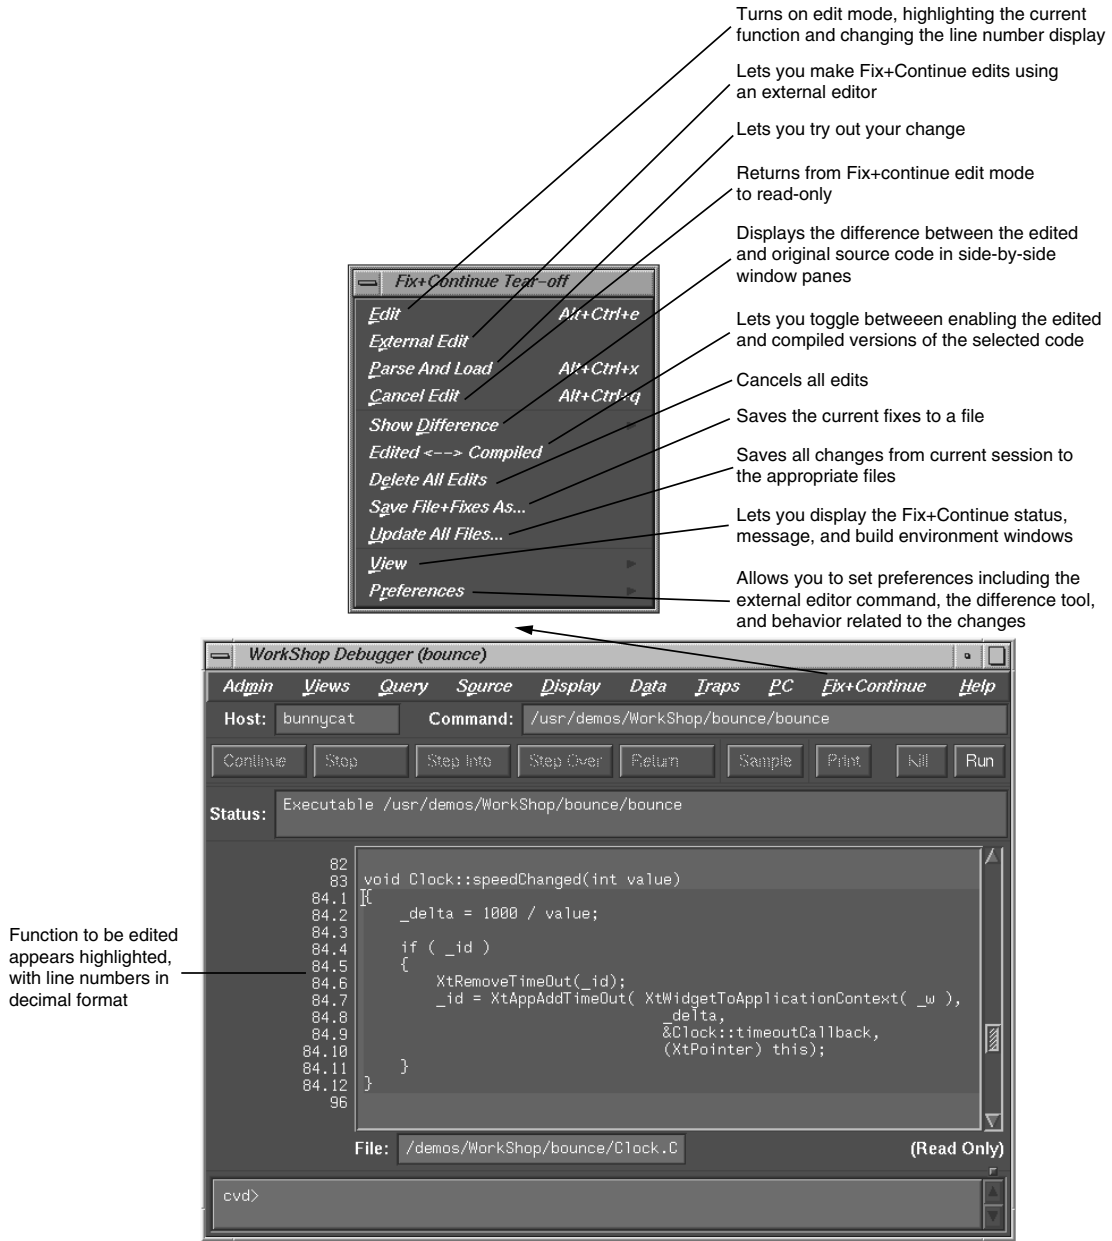 Turns on edit mode, highlighting the current
function and changing the line number display
Lets you make Fix+Continue edits using
an external editor
Lets you try out your change
Returns from Fix+continue edit mode
to read-only
Displays the difference between the edited
and original source code in side-by-side
window panes
Lets you toggle betweeen enabling the edited
and compiled versions of the selected code
Cancels all edits
Saves the current fixes to a file
Saves all changes from current session to
the appropriate files
Lets you display the Fix+Continue status,
message, and build environment windows
Allows you to set preferences including the
external editor command, the difference tool,
and behavior related to the changes
Fix+Continue Tear-off
Edit Alt+Ctrl+e
External Edit
Parse And Load Alt+Ctrl+x
Cancel Edit Alt+Ctrl+q
Show Difference
Edited <--> Compiled
Delete All Edits
Save File+Fixes As...
Update All Files...
View
Preferences
WorkShop Debugger (bounce)
Admin Views Query Source Display Data Traps PC Fix+Continue Help
Host: bunnycat Command: /usr/demos/WorkShop/bounce/bounce
Continue Stop Step Into Step Over Return Sample Print Kill Run
Status: Executable /usr/demos/WorkShop/bounce/bounce
82
83 void Clock::speedChanged(int value)
84.1 {
84.2 _delta = 1000 / value;
84.3
84.4 if ( _id )
84.5 {
84.6 XtRemoveTimeOut(_id);
84.7 _id = XtAppAddTimeOut( XtWidgetToApplicationContext( _w ),
84.8 _delta,
84.9 &Clock::timeoutCallback,
84.10 (XtPointer) this);
84.11 }
84.12 }
96
Function to be edited
appears highlighted,
with line numbers in
decimal format
File: /demos/WorkShop/bounce/Clock.C (Read Only)
cvd>